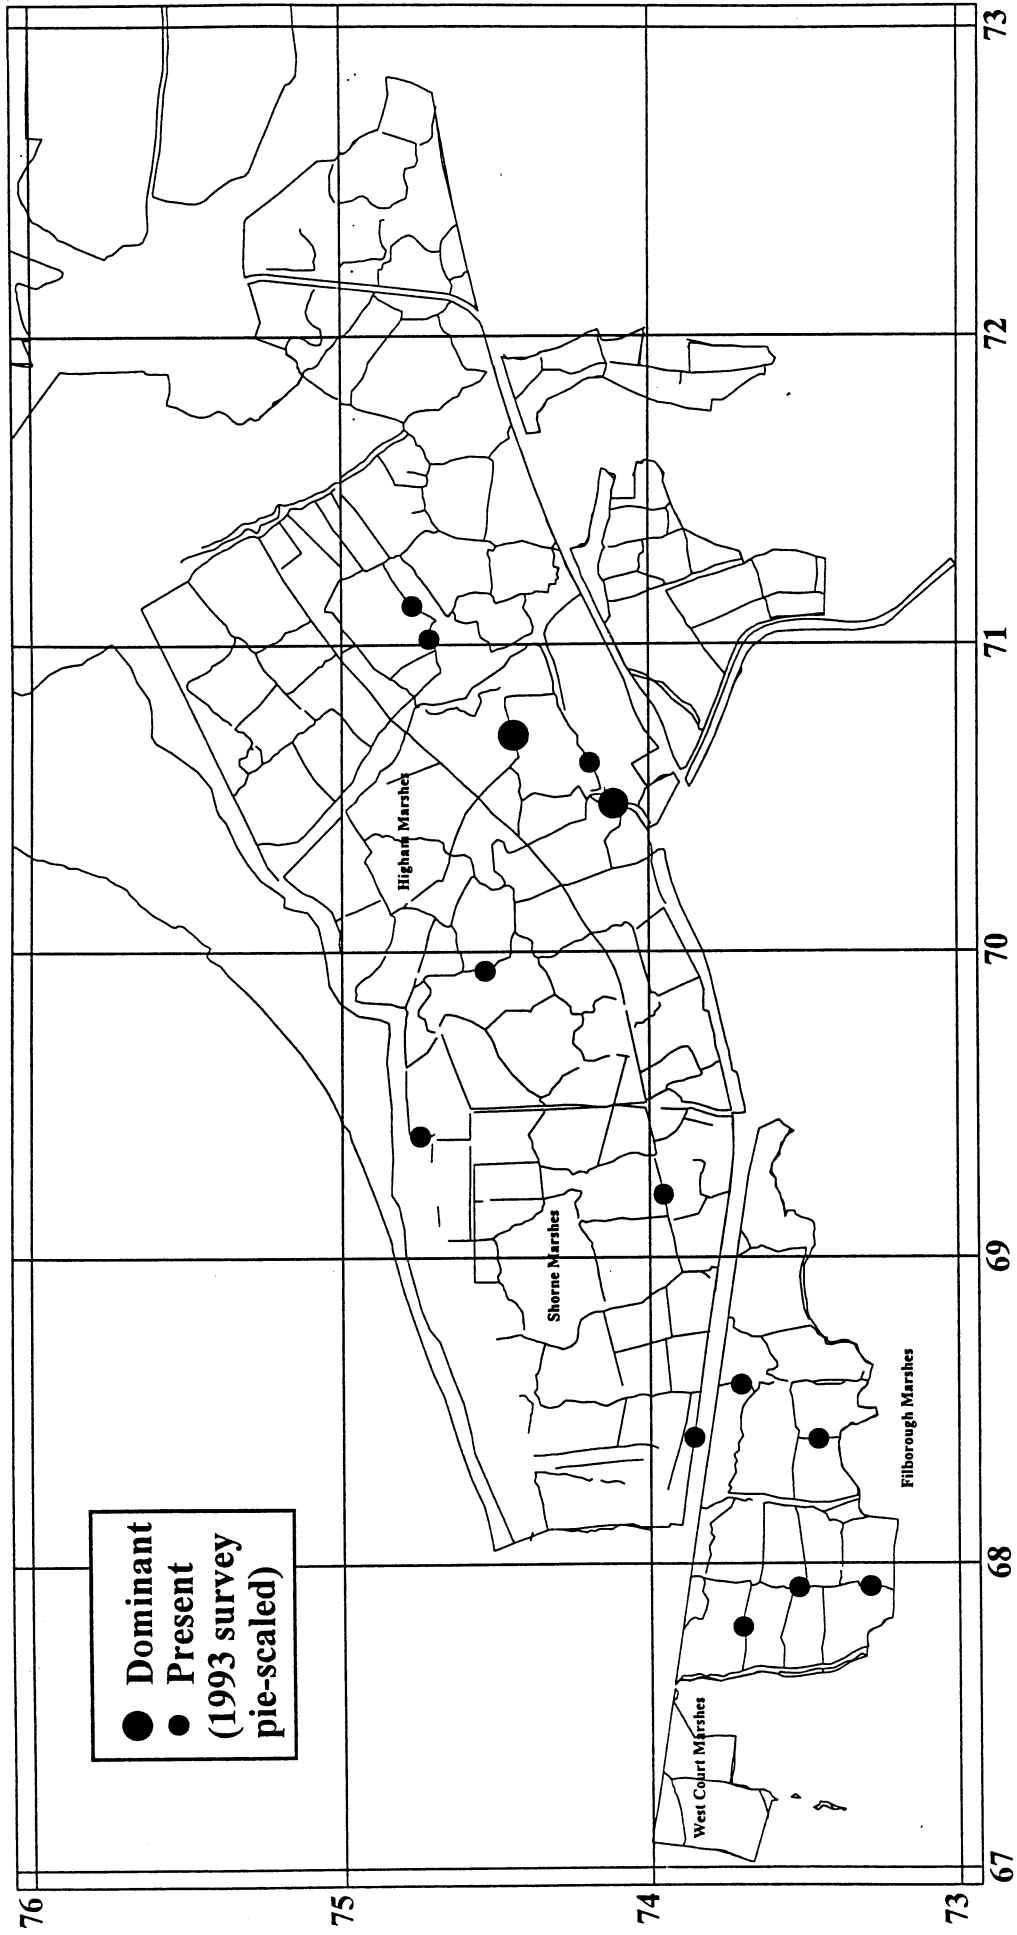 Dominant
Present
(1993 survey
pie-scaled)
76
75
74
73
67
68
69
70
71
72
73
Higham Marshes
Shorne Marshes
Filborough Marshes
West Court Marshes